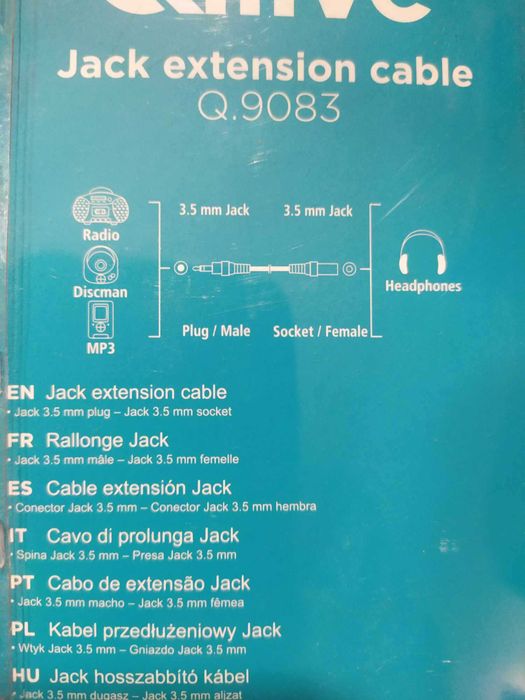 Qilive
Jack extension cable
Q.9083
3.5 mm Jack 3.5 mm Jack
Radio
Discman
Headphones
Plug / Male Socket / Female
MP3
EN Jack extension cable
• Jack 3.5 mm plug – Jack 3.5 mm socket
FR Rallonge Jack
• Jack 3.5 mm mâle – Jack 3.5 mm femelle
ES Cable extensión Jack
• Conector Jack 3.5 mm – Conector Jack 3.5 mm hembra
IT Cavo di prolunga Jack
• Spina Jack 3.5 mm – Presa Jack 3.5 mm
PT Cabo de extensão Jack
• Jack 3.5 mm macho – Jack 3.5 mm fêmea
PL Kabel przedłużeniowy Jack
• Wtyk Jack 3.5 mm – Gniazdo Jack 3.5 mm
HU Jack hosszabbító kábel
• Jack 3.5 mm dugasz – Jack 3.5 mm aljzat